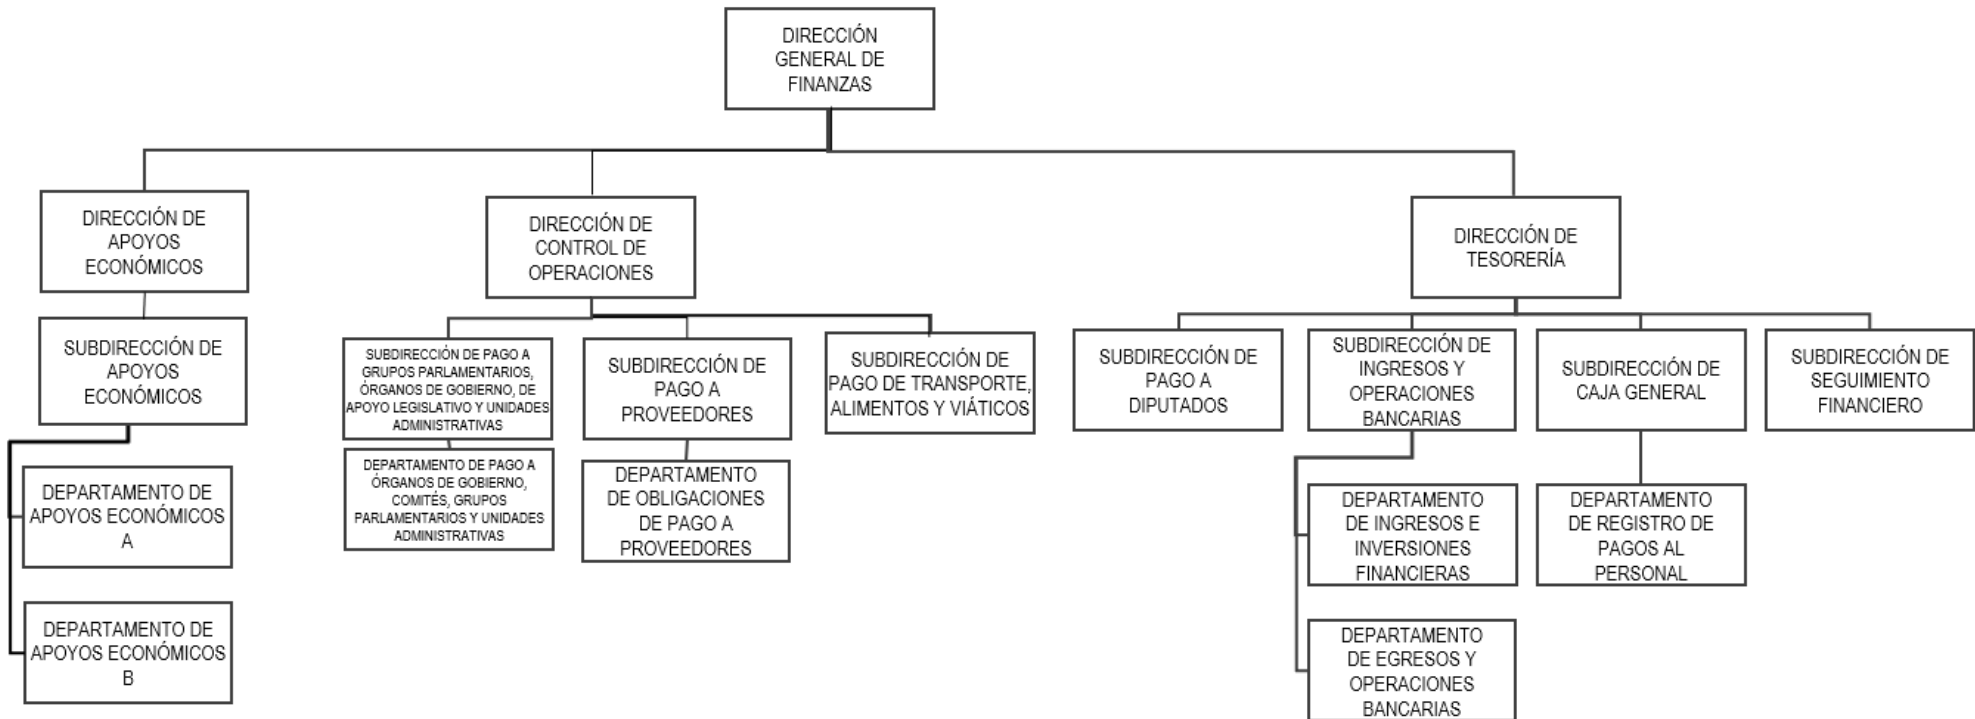 DIRECCIÓN
GENERAL DE
FINANZAS
DIRECCIÓN DE
APOYOS
ECONÓMICOS
DIRECCIÓN DE
CONTROL DE
OPERACIONES
DIRECCIÓN DE
TESORERÍA
SUBDIRECCIÓN DE
APOYOS
ECONÓMICOS
SUBDIRECCIÓN DE PAGO A
GRUPOS PARLAMENTARIOS,
ÓRGANOS DE GOBIERNO, DE
APOYO LEGISLATIVO Y UNIDADES
ADMINISTRATIVAS
SUBDIRECCIÓN DE
PAGO A
PROVEEDORES
SUBDIRECCIÓN DE
PAGO DE TRANSPORTE,
ALIMENTOS Y VIÁTICOS
SUBDIRECCIÓN DE
PAGO A
DIPUTADOS
SUBDIRECCIÓN DE
INGRESOS Y
OPERACIONES
BANCARIAS
SUBDIRECCIÓN DE
CAJA GENERAL
SUBDIRECCIÓN DE
SEGUIMIENTO
FINANCIERO
DEPARTAMENTO DE
APOYOS ECONÓMICOS
A
DEPARTAMENTO DE PAGO A
ÓRGANOS DE GOBIERNO,
COMITÉS, GRUPOS
PARLAMENTARIOS Y UNIDADES
ADMINISTRATIVAS
DEPARTAMENTO
DE OBLIGACIONES
DE PAGO A
PROVEEDORES
DEPARTAMENTO
DE INGRESOS E
INVERSIONES
FINANCIERAS
DEPARTAMENTO
DE REGISTRO DE
PAGOS AL
PERSONAL
DEPARTAMENTO DE
APOYOS ECONÓMICOS
B
DEPARTAMENTO
DE EGRESOS Y
OPERACIONES
BANCARIAS